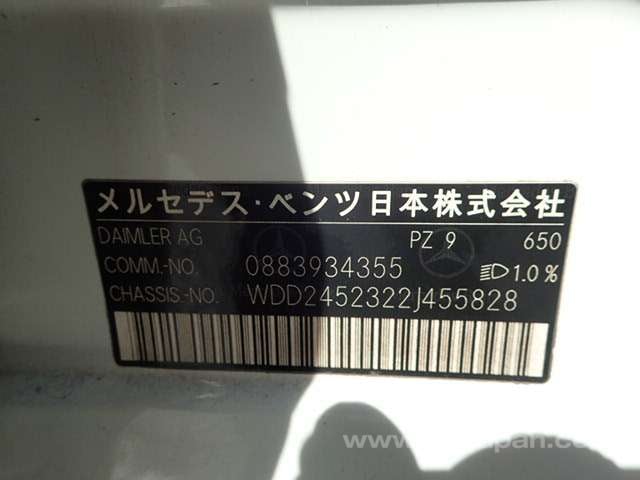 メルセデス・ベンツ日本株式会社
DAIMLER AG PZ 9 650
COMM.-NO. 0883934355 1.0 %
CHASSIS.-NO. WDD2452322J455828